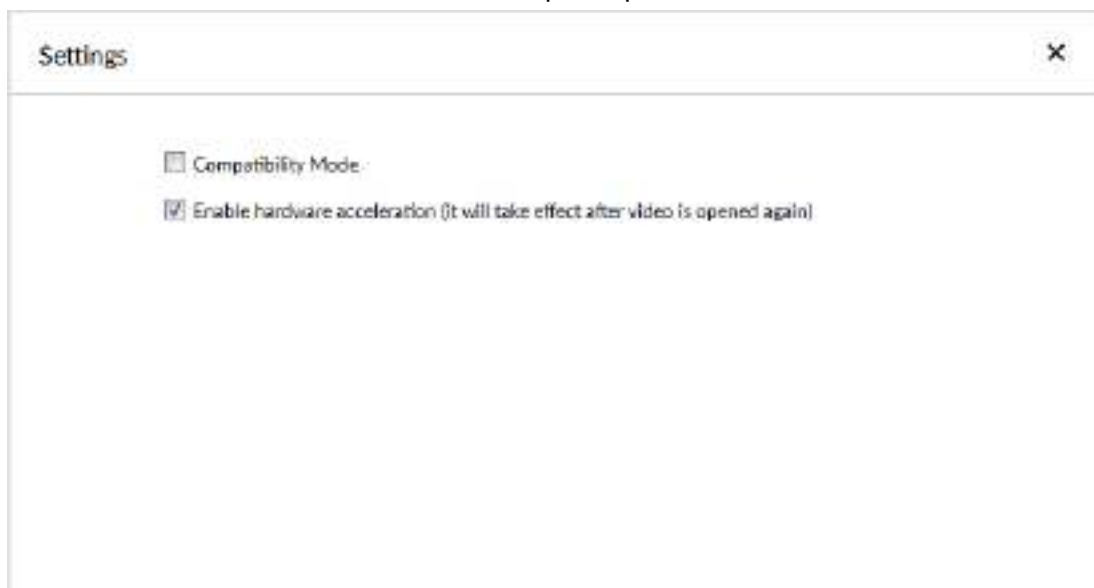 Settings
Compatibility Mode
Enable hardware acceleration (it will take effect after video is opened again)